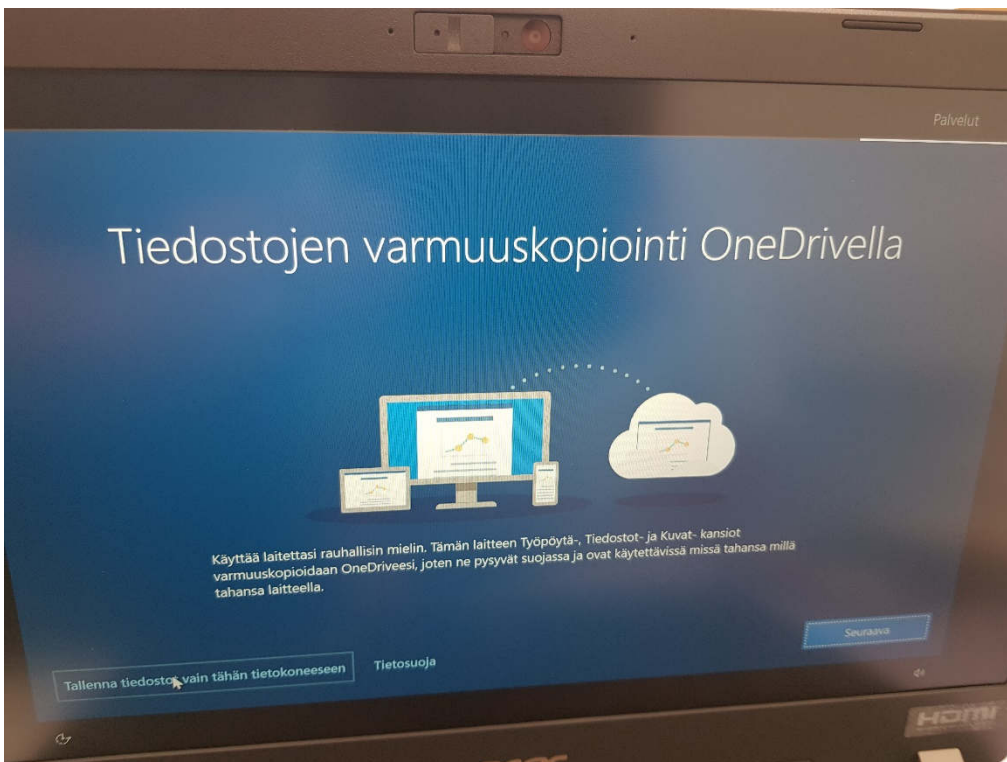 Palvelut
Tiedostojen varmuuskopiointi OneDrivella
Käyttää laitettasi rauhallisin mielin. Tämän laitteen Työpöytä-, Tiedostot- ja Kuvat- kansiot
varmuuskopioidaan OneDriveesi, joten ne pysyvät suojassa ja ovat käytettävissä missä tahansa millä
tahansa laitteella.
Seuraava
Tallenna tiedostot vain tähän tietokoneeseen
Tietosuoja
HDMI